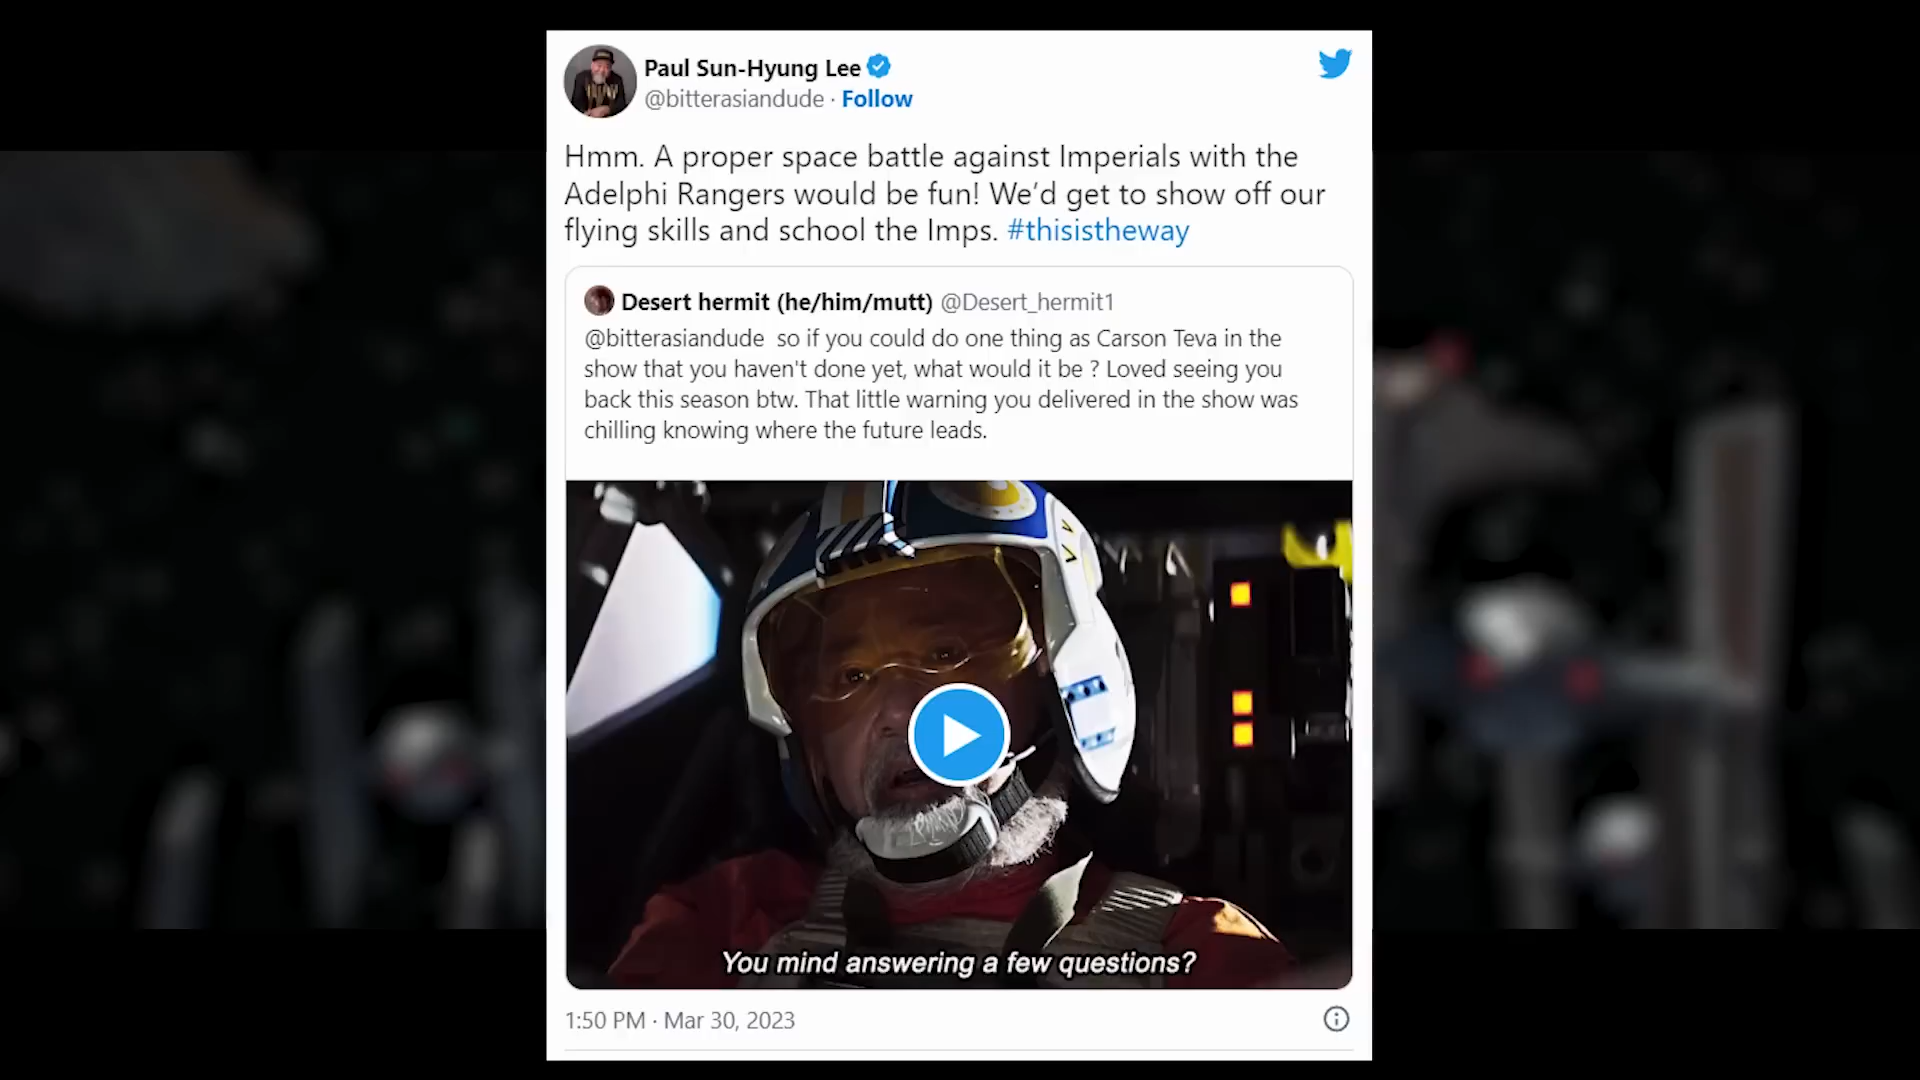 Paul Sun-Hyung Lee
@bitterasiandude · Follow
Hmm. A proper space battle against Imperials with the
Adelphi Rangers would be fun! We’d get to show off our
flying skills and school the Imps. #thisistheway
Desert hermit (he/him/mutt) @Desert_hermit1
@bitterasiandude so if you could do one thing as Carson Teva in the
show that you haven't done yet, what would it be ? Loved seeing you
back this season btw. That little warning you delivered in the show was
chilling knowing where the future leads.
You mind answering a few questions?
1:50 PM · Mar 30, 2023